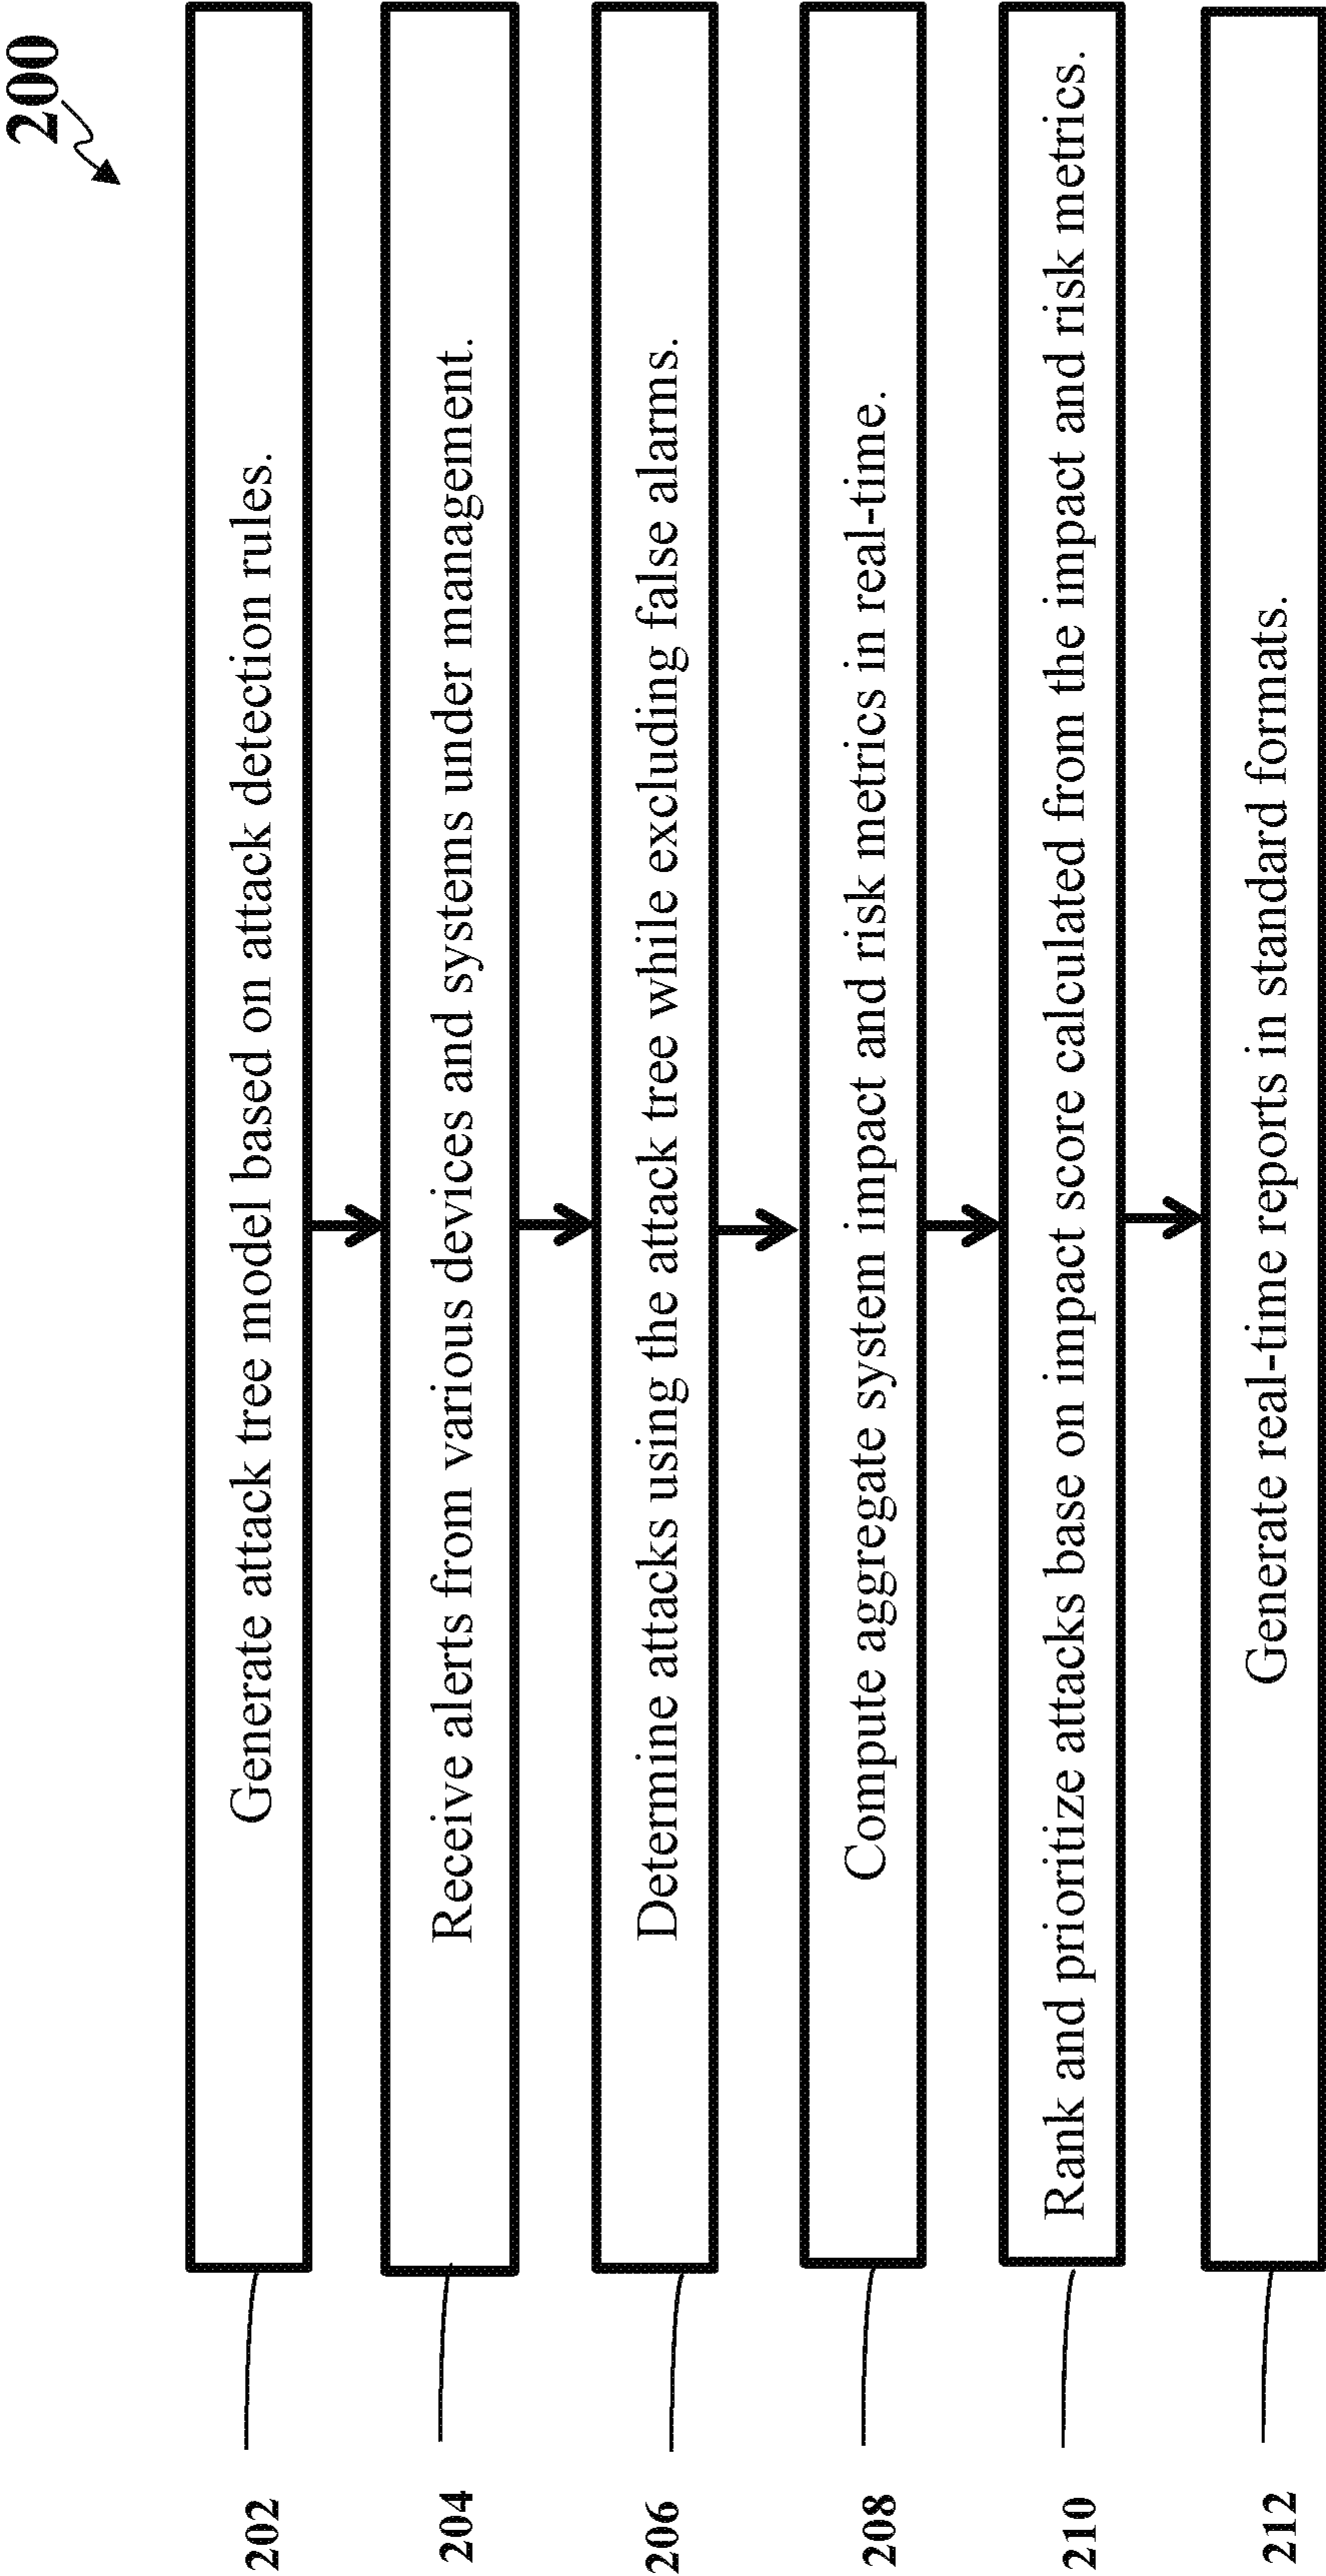 200
202
Generate attack tree model based on attack detection rules.
204
Receive alerts from various devices and systems under management.
206
Determine attacks using the attack tree while excluding false alarms.
208
Compute aggregate system impact and risk metrics in real-time.
210
Rank and prioritize attacks base on impact score calculated from the impact and risk metrics.
212
Generate real-time reports in standard formats.